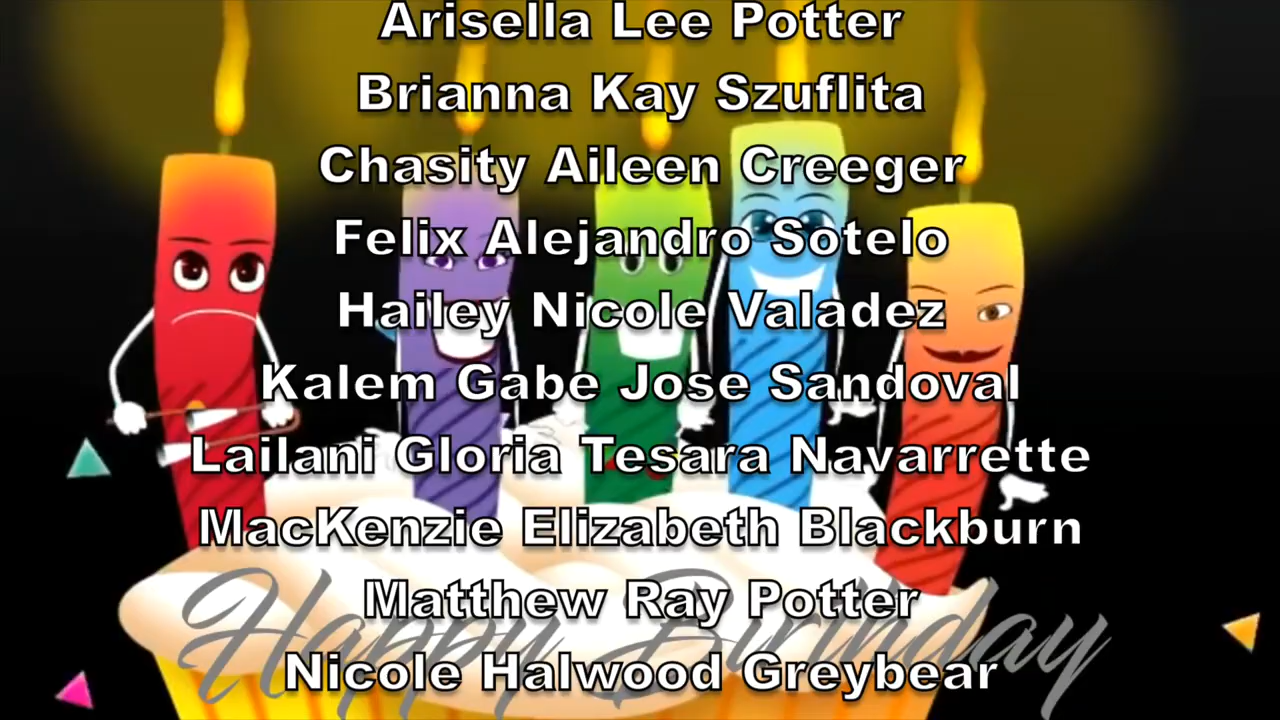 Arisella Lee Potter
Brianna Kay Szuflita
Chasity Aileen Creeger
Felix Alejandro Sotelo
Hailey Nicole Valadez
Kalem Gabe Jose Sandoval
Lailani Gloria Tesara Navarrette
MacKenzie Elizabeth Blackburn
Matthew Ray Potter
Happy Birthday
Nicole Halwood Greybear